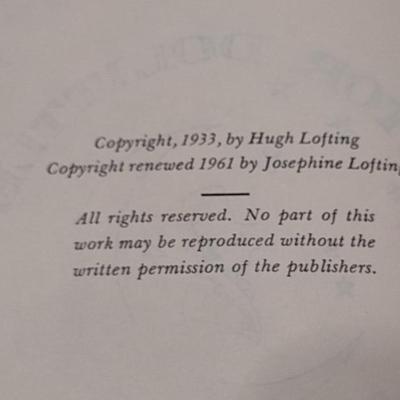 Copyright, 1933, by Hugh Lofting
Copyright renewed 1961 by Josephine Lofting
All rights reserved. No part of this
work may be reproduced without the
written permission of the publishers.